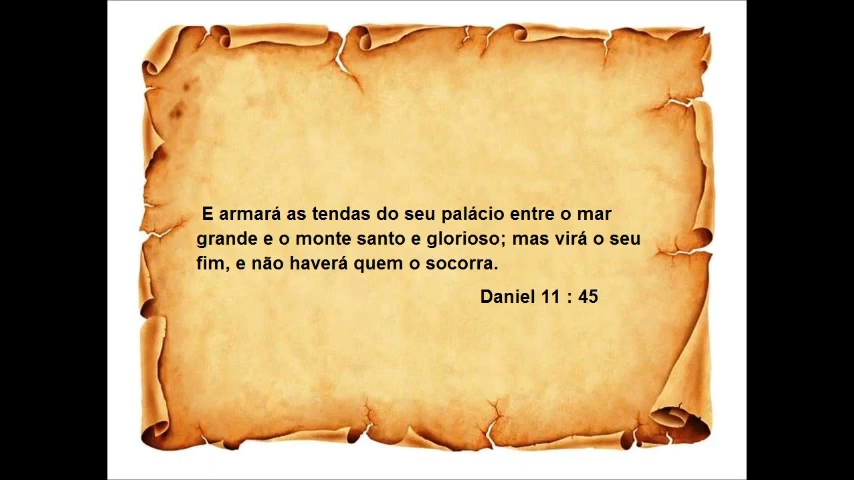 E armará as tendas do seu palácio entre o mar
grande e o monte santo e glorioso; mas virá o seu
fim, e não haverá quem o socorra.
Daniel 11 : 45